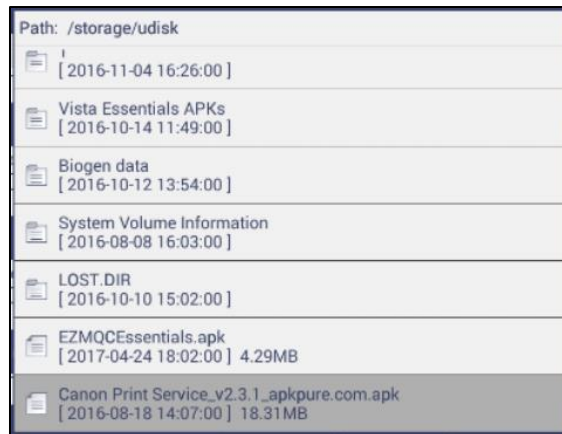 Path: /storage/udisk
[ 2016-11-04 16:26:00 ]
Vista Essentials APKs
[ 2016-10-14 11:49:00 ]
Biogen data
[ 2016-10-12 13:54:00 ]
System Volume Information
[ 2016-08-08 16:03:00 ]
LOST.DIR
[ 2016-10-10 15:02:00 ]
EZMQCEssentials.apk
[ 2017-04-24 18:02:00 ] 4.29MB
Canon Print Service_v2.3.1_apkpure.com.apk
[ 2016-08-18 14:07:00 ] 18.31MB